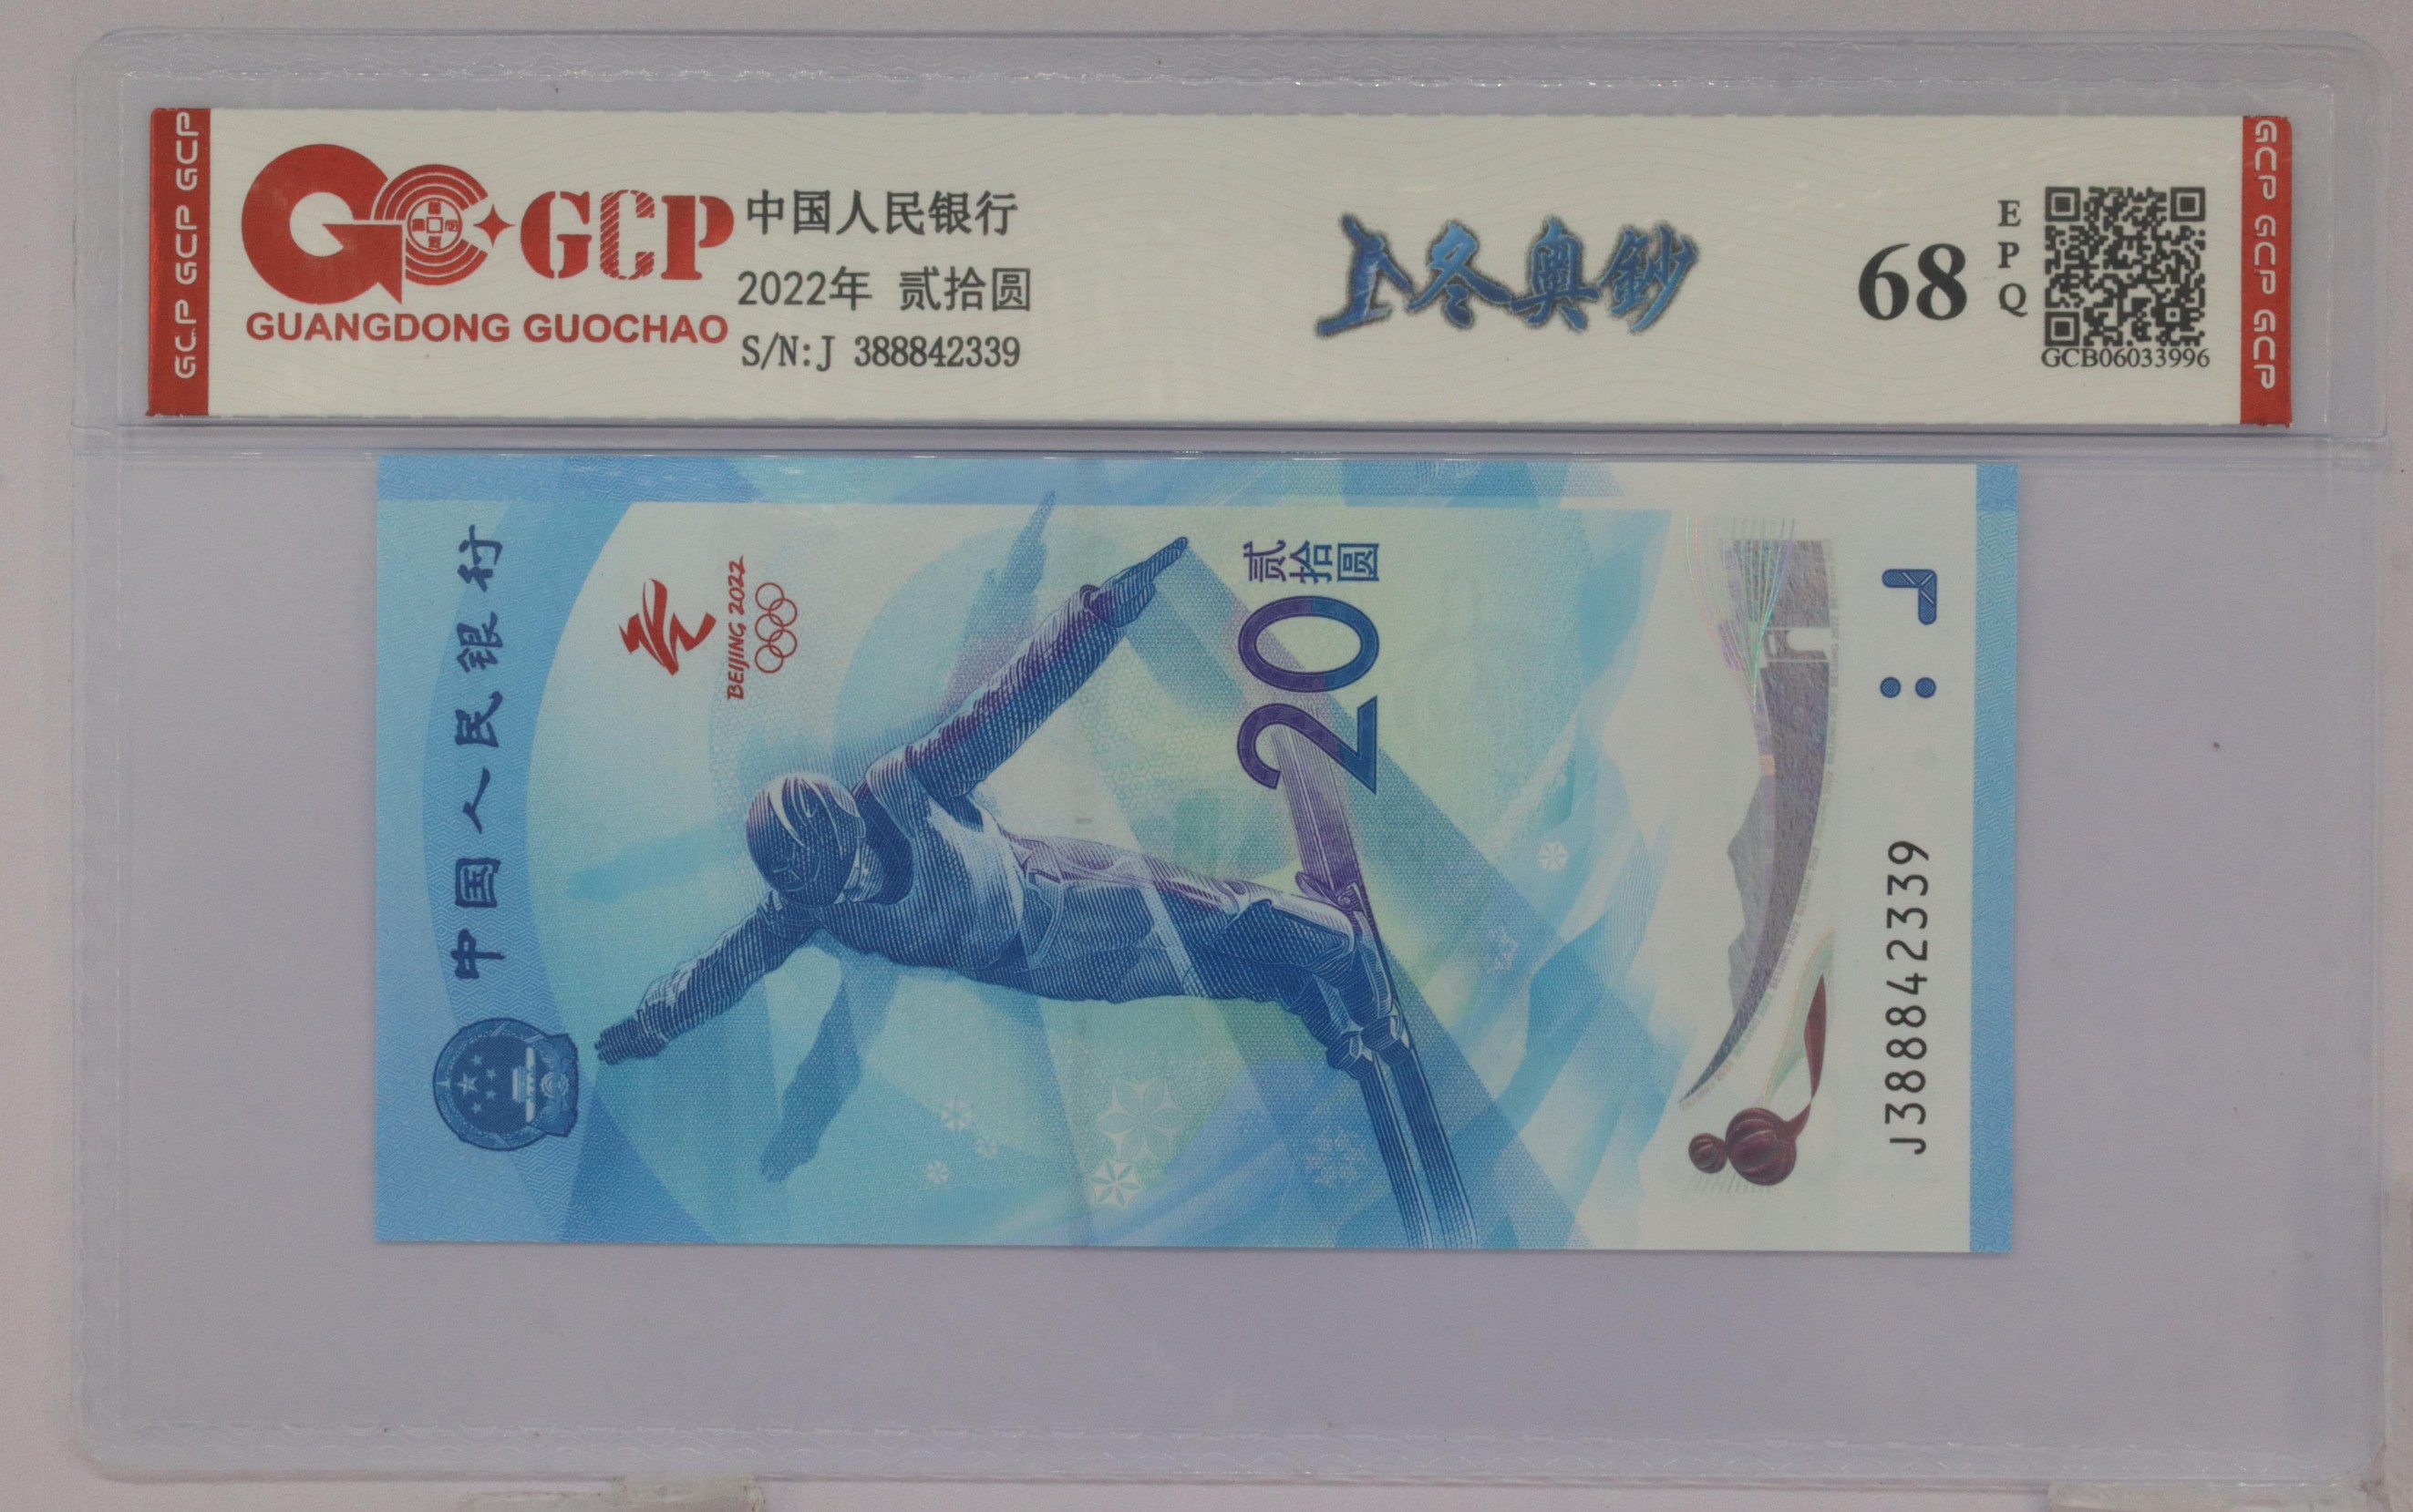 GCP GCP GCP
GCP
GUANGDONG GUOCHAO
中国人民银行
2022年 贰拾圆
S/N:J 388842339
冬奥鈔
68
EPQ
GCB06033996
GCP GCP GCP
中国人民银行
BEIJING 2022
贰拾圆
20
J388842339